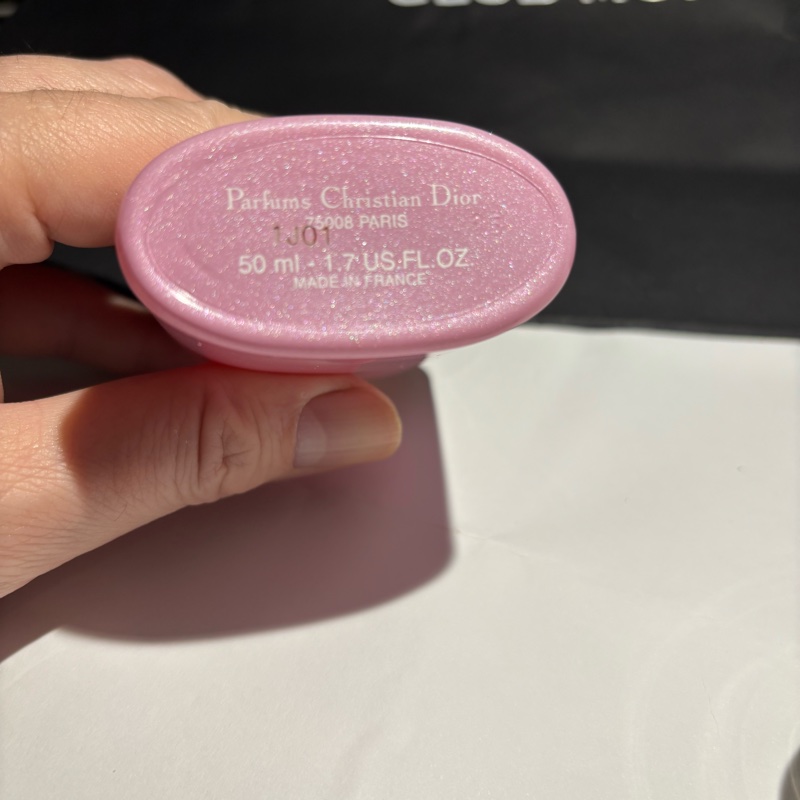 Parfums Christian Dior
75008 PARIS
1J01
50 ml - 1.7 US.FL.OZ
MADE IN FRANCE